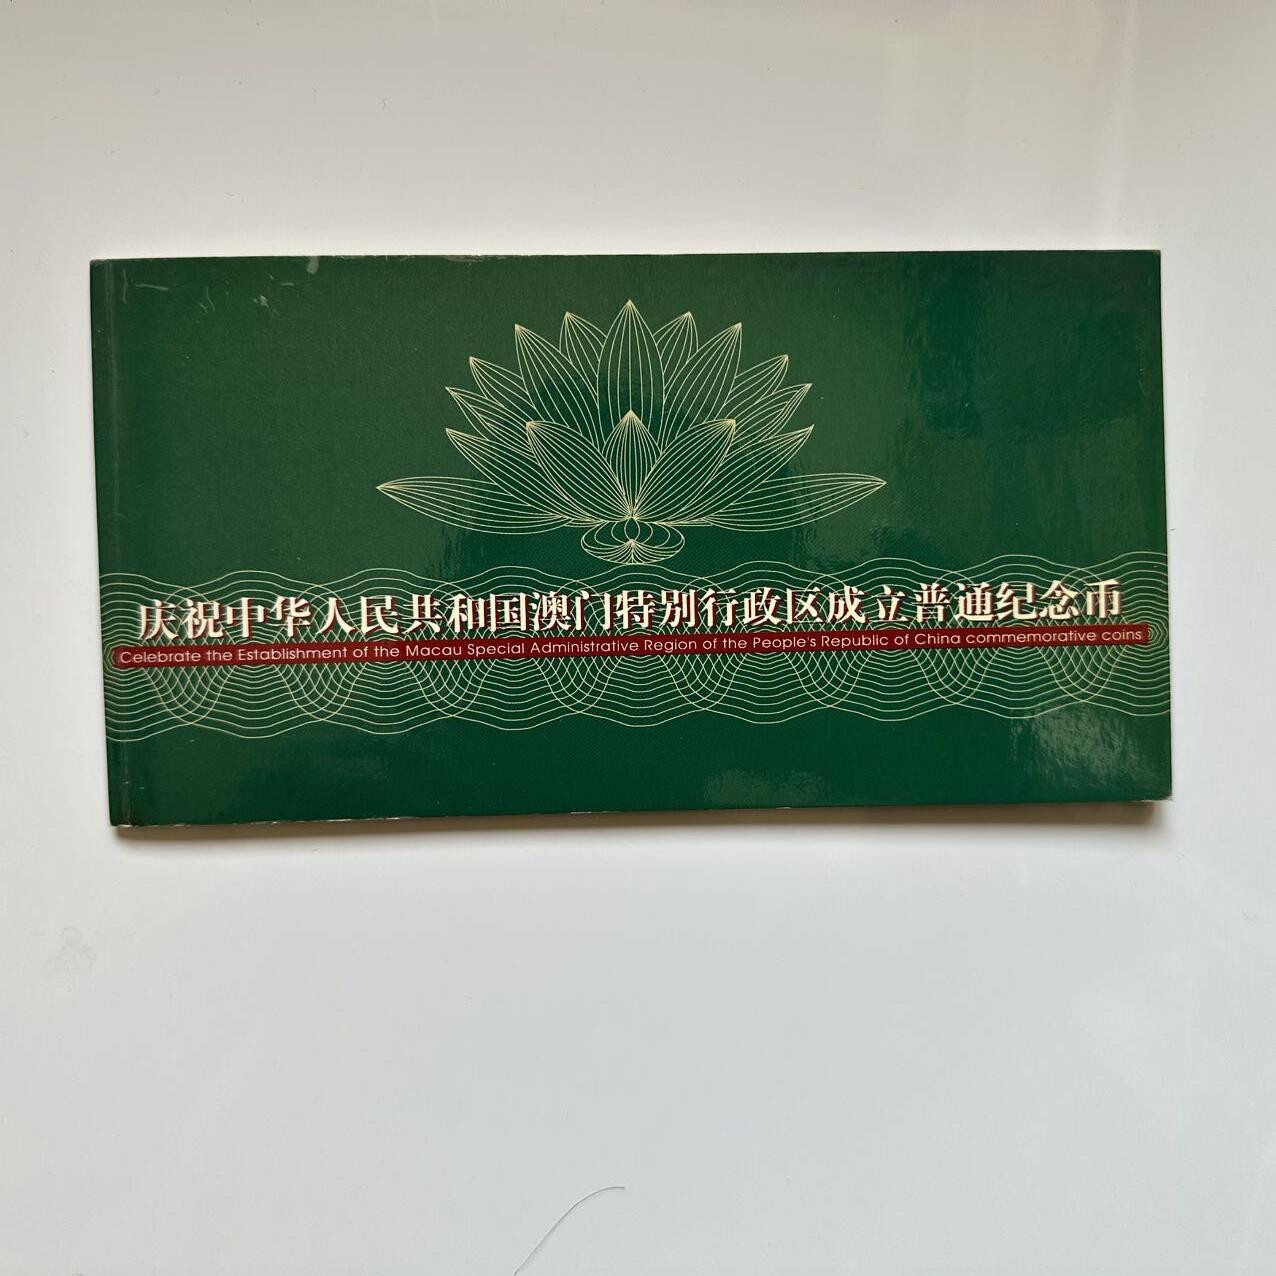 庆祝中华人民共和国澳门特别行政区成立普通纪念币
Celebrate the Establishment of the Macau Special Administrative Region of the People's Republic of China commemorative coins